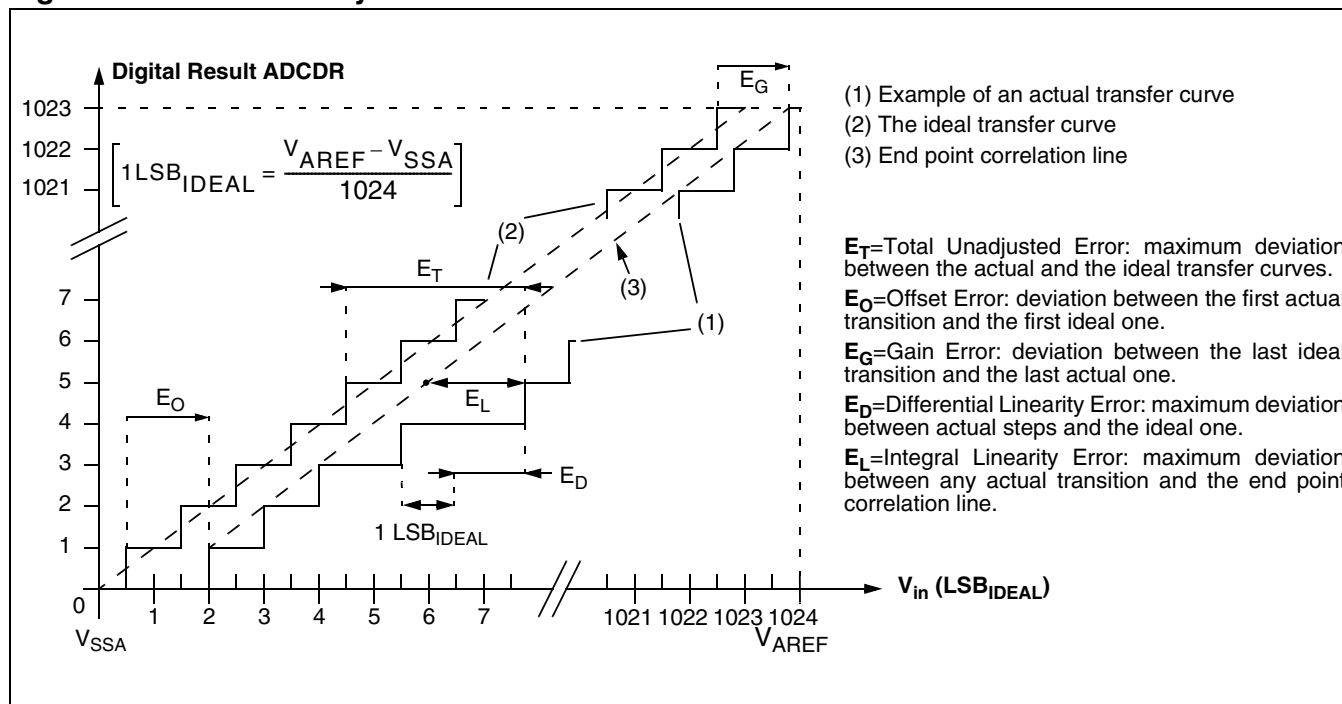 Digital Result ADCDR
E_G
1023
1022
1021
1LSB_IDEAL = V_AREF – V_SSA
1024
(1) Example of an actual transfer curve
(2) The ideal transfer curve
(3) End point correlation line
(2)
E_T
(3)
(1)
7
6
5
4
3
2
1
0
E_O
E_L
E_D
1 LSB_IDEAL
E_T=Total Unadjusted Error: maximum deviation
between the actual and the ideal transfer curves.
E_O=Offset Error: deviation between the first actual
transition and the first ideal one.
E_G=Gain Error: deviation between the last ideal
transition and the last actual one.
E_D=Differential Linearity Error: maximum deviation
between actual steps and the ideal one.
E_L=Integral Linearity Error: maximum deviation
between any actual transition and the end point
correlation line.
V_in (LSB_IDEAL)
1 2 3 4 5 6 7 1021 1022 1023 1024
V_SSA
V_AREF